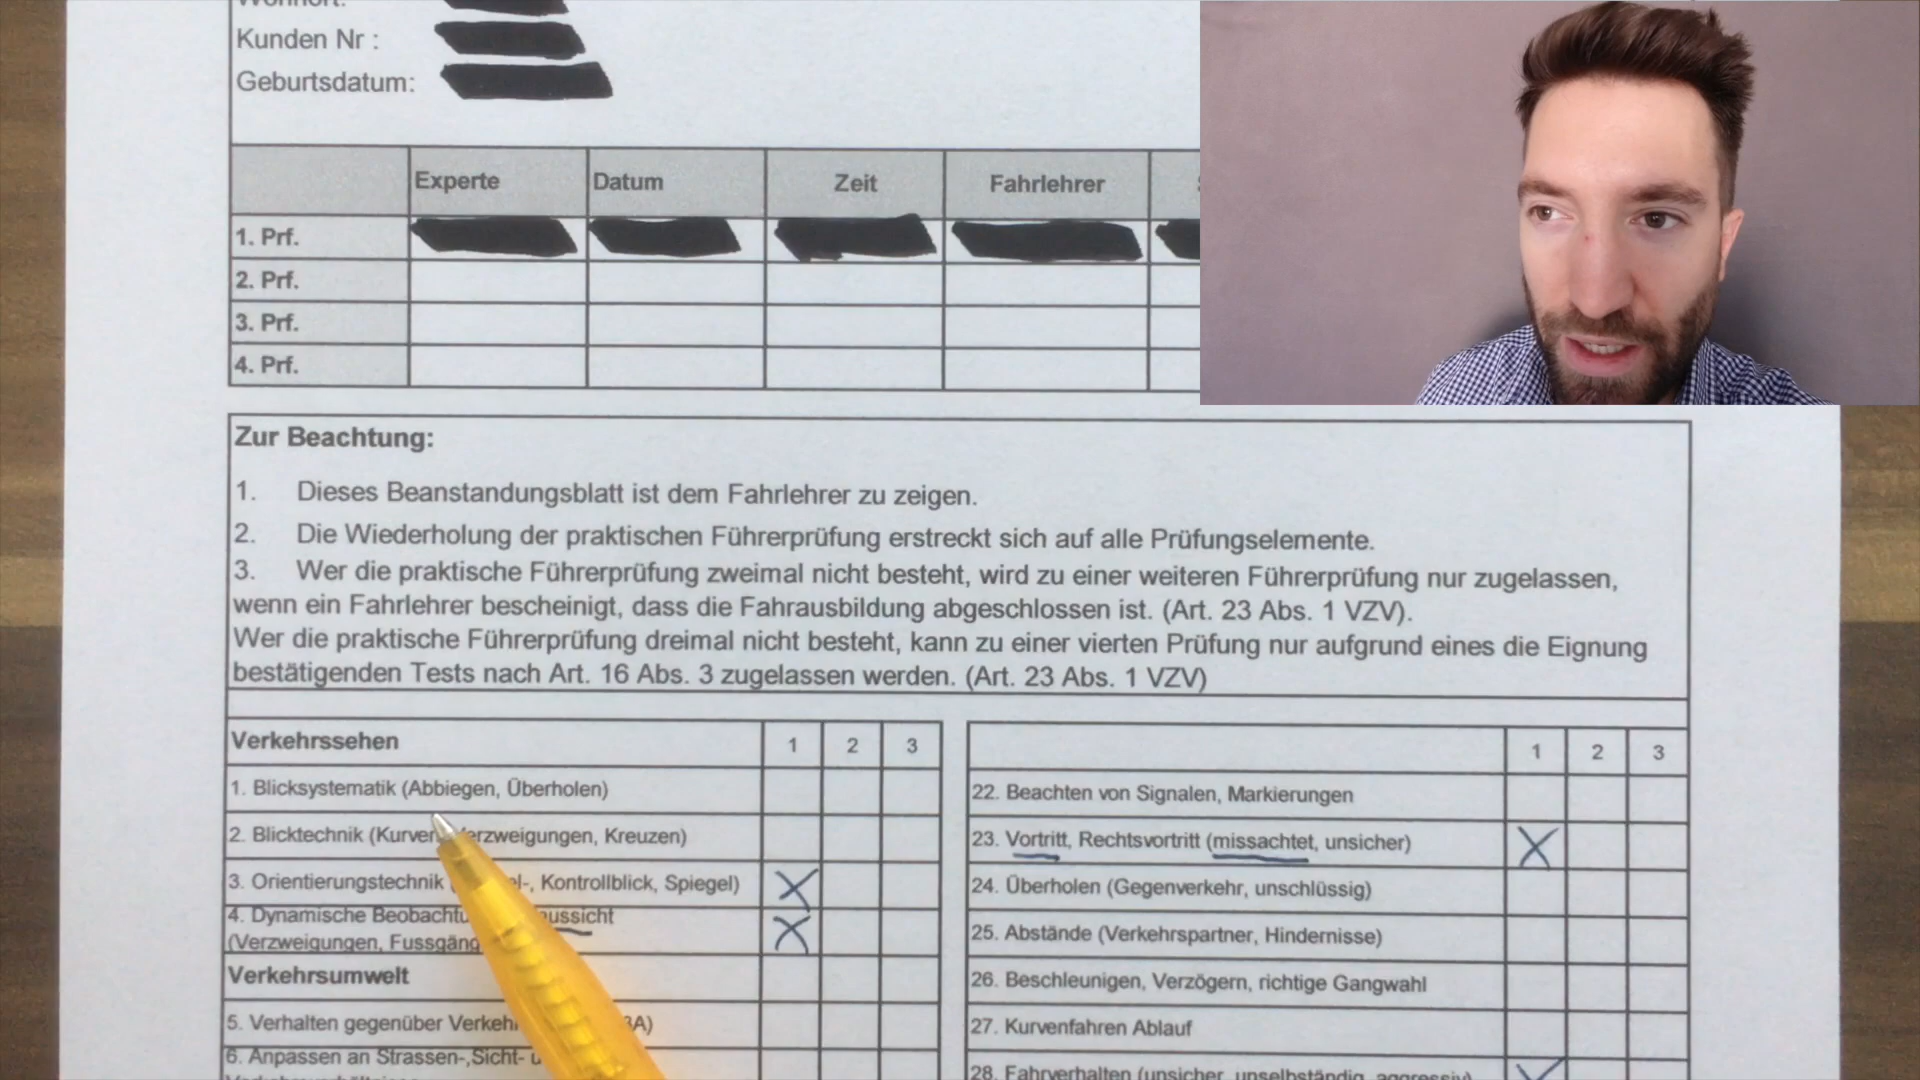 Kunden Nr :
Geburtsdatum:
Experte Datum Zeit Fahrlehrer
1. Prf.
2. Prf.
3. Prf.
4. Prf.
Zur Beachtung:
1. Dieses Beanstandungsblatt ist dem Fahrlehrer zu zeigen.
2. Die Wiederholung der praktischen Führerprüfung erstreckt sich auf alle Prüfungselemente.
3. Wer die praktische Führerprüfung zweimal nicht besteht, wird zu einer weiteren Führerprüfung nur zugelassen,
wenn ein Fahrlehrer bescheinigt, dass die Fahrausbildung abgeschlossen ist. (Art. 23 Abs. 1 VZV).
Wer die praktische Führerprüfung dreimal nicht besteht, kann zu einer vierten Prüfung nur aufgrund eines die Eignung
bestätigenden Tests nach Art. 16 Abs. 3 zugelassen werden. (Art. 23 Abs. 1 VZV)
Verkehrssehen 1 2 3
1. Blicksystematik (Abbiegen, Überholen)
2. Blicktechnik (Kurven, Verzweigungen, Kreuzen)
3. Orientierungstechnik Kontrollblick, Spiegel) X
4. Dynamische X
(Verzweigungen,
Verkehrsumwelt
5. Verhalten gegenüber
6. Anpassen an Strassen-,Sicht-
1 2 3
22. Beachten von Signalen, Markierungen
23. Vortritt, Rechtsvortritt (missachtet, unsicher) X
24. Überholen (Gegenverkehr, unschlüssig)
25. Abstände (Verkehrspartner, Hindernisse)
26. Beschleunigen, Verzögern, richtige Gangwahl
27. Kurvenfahren Ablauf
28. Fahrverhalten (unsicher, unselbständig, aggressiv) X